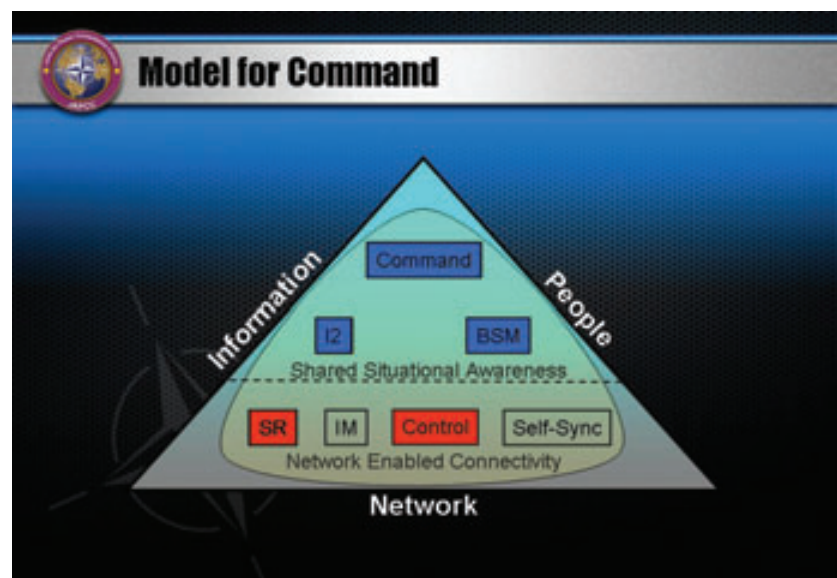 Model for Command
Command
Information
People
I2
BSM
Shared Situational Awareness
SR
IM
Control
Self-Sync
Network Enabled Connectivity
Network